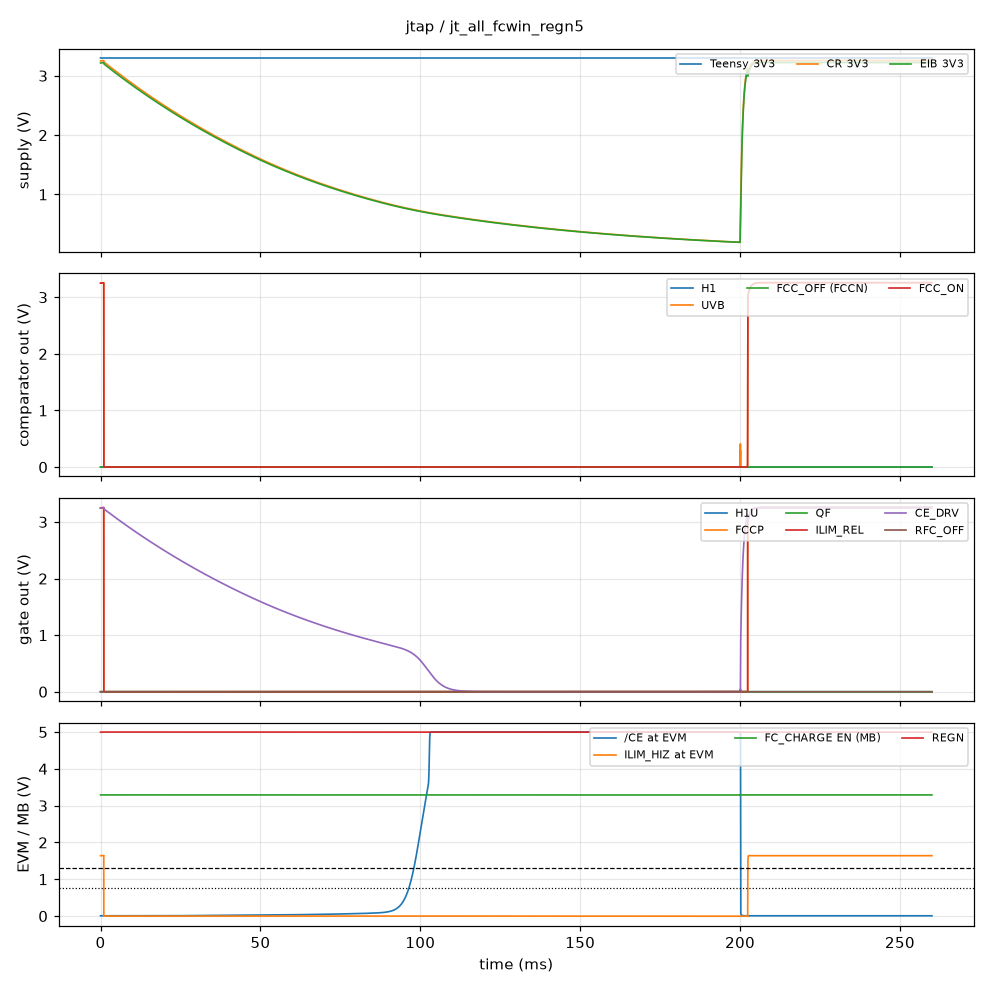 jtap / jt_all_fcwin_regn5
supply (V)
3
2
1
Teensy 3V3 CR 3V3 EIB 3V3
comparator out (V)
3
2
1
0
H1 FCC_OFF (FCCN) FCC_ON
UVB
gate out (V)
3
2
1
0
H1U QF CE_DRV
FCCP ILIM_REL RFC_OFF
EVM / MB (V)
5
4
3
2
1
0
/CE at EVM FC_CHARGE EN (MB) REGN
ILIM_HIZ at EVM
0 50 100 150 200 250
time (ms)